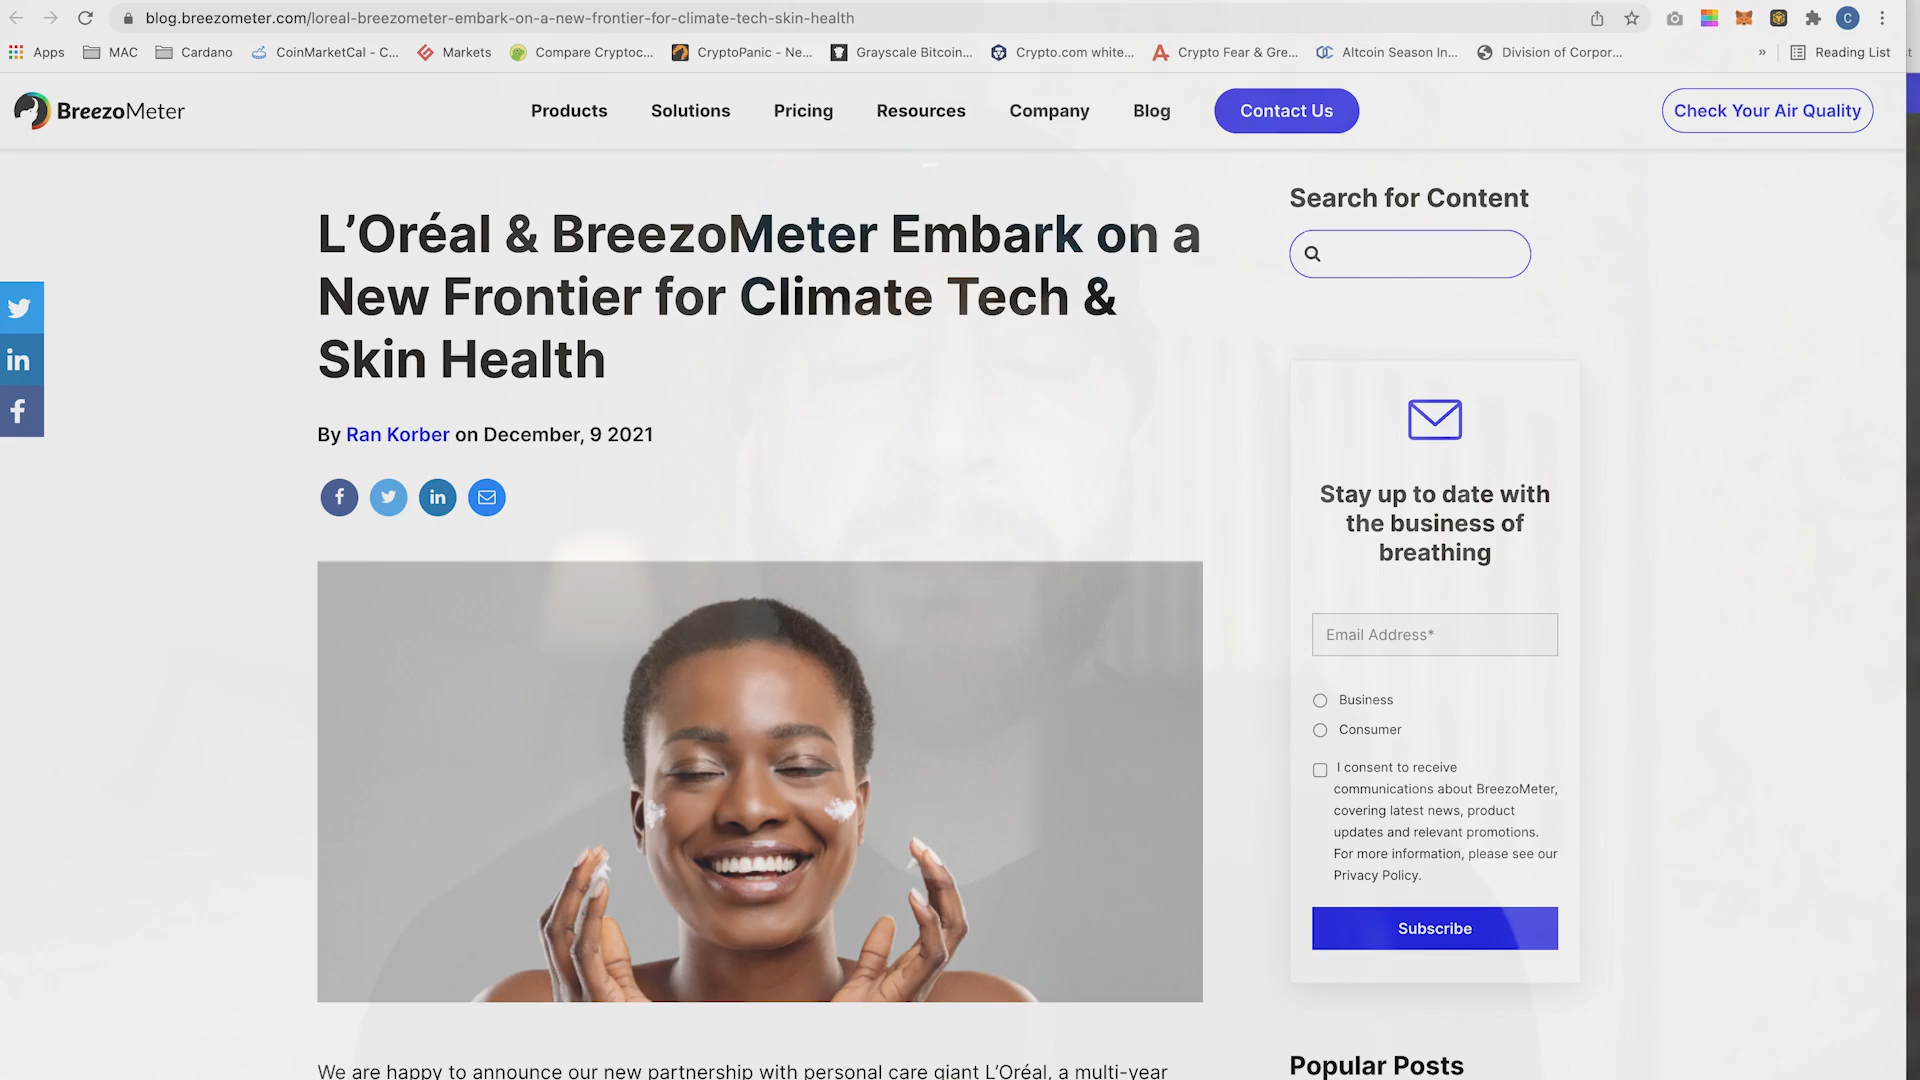 blog.breezometer.com/loreal-breezometer-embark-on-a-new-frontier-for-climate-tech-skin-health
C
Apps MAC Cardano CoinMarketCal - C... Markets Compare Cryptoc... CryptoPanic - Ne... Grayscale Bitcoin... Crypto.com white... Crypto Fear & Gre... Altcoin Season In... Division of Corpor... » Reading List
BreezoMeter Products Solutions Pricing Resources Company Blog Contact Us Check Your Air Quality
L’Oréal & BreezoMeter Embark on a
New Frontier for Climate Tech &
Skin Health
By Ran Korber on December, 9 2021
We are happy to announce our new partnership with personal care giant L’Oréal, a multi-year
Search for Content
Stay up to date with
the business of
breathing
Email Address*
Business
Consumer
I consent to receive
communications about BreezoMeter,
covering latest news, product
updates and relevant promotions.
For more information, please see our
Privacy Policy.
Subscribe
Popular Posts